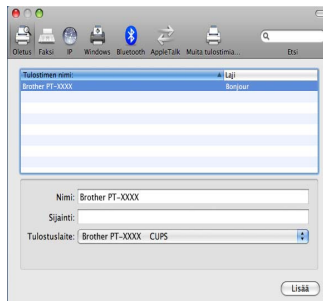 Oletus Faksi IP Windows Bluetooth AppleTalk Muita tulostimia... Etsi
Tulostimen nimi: Laji
Brother PT-XXXX Bonjour
Nimi: Brother PT-XXXX
Sijainti:
Tulostuslaite: Brother PT-XXXX CUPS
Lisää